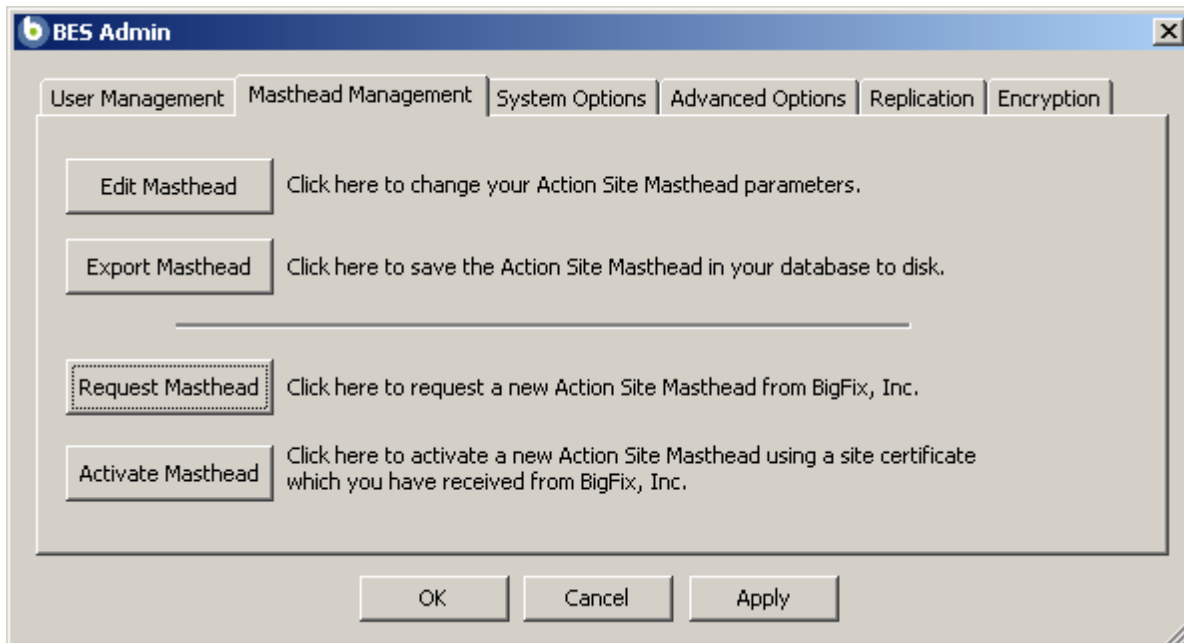 BES Admin
User Management
Masthead Management
System Options
Advanced Options
Replication
Encryption
Edit Masthead
Click here to change your Action Site Masthead parameters.
Export Masthead
Click here to save the Action Site Masthead in your database to disk.
Request Masthead
Click here to request a new Action Site Masthead from BigFix, Inc.
Activate Masthead
Click here to activate a new Action Site Masthead using a site certificate
which you have received from BigFix, Inc.
OK
Cancel
Apply